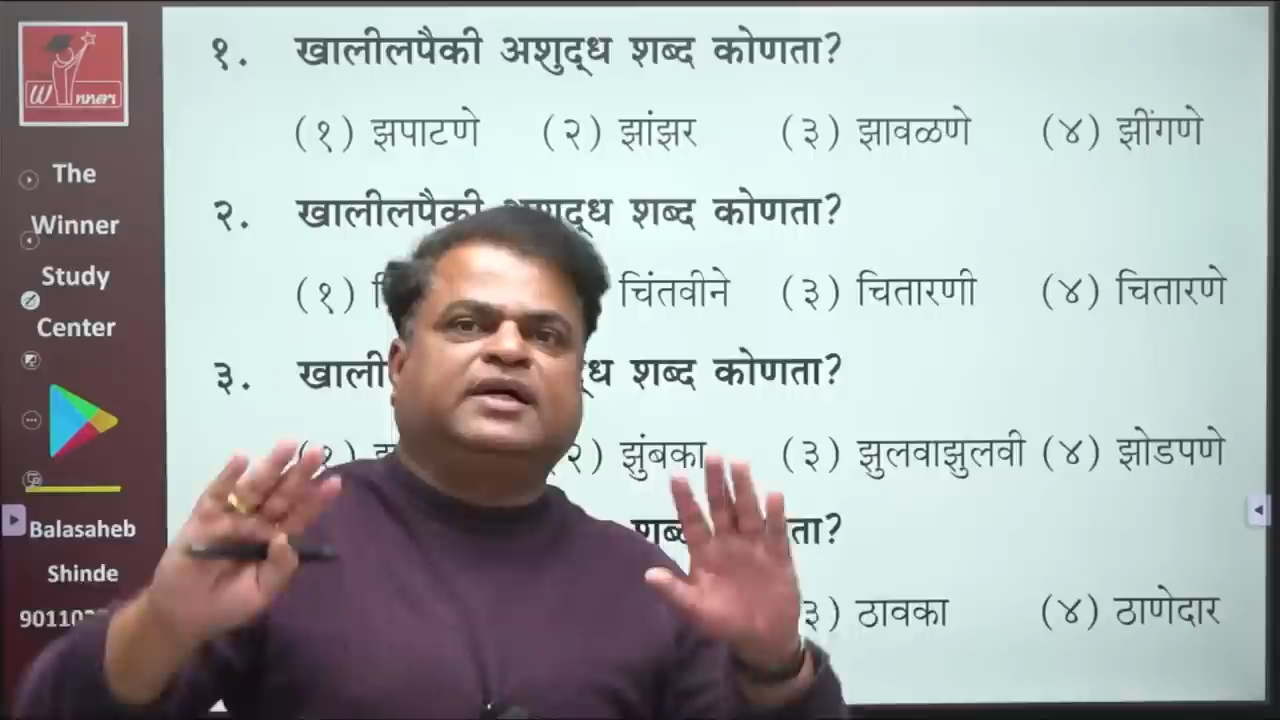 Winners
The
Winner
Study
Center
Balasaheb
Shinde
१. खालीलपैकी अशुद्ध शब्द कोणता?
(१) झपाटणे (२) झांझर (३) झावळणे (४) झींगणे
२. खालीलपैकी अशुद्ध शब्द कोणता?
(१) चिंतवीने (३) चितारणी (४) चितारणे
३. शब्द कोणता?
(२) झुंबका (३) झुलवाझुलवी (४) झोडपणे
(३) ठावका (४) ठाणेदार